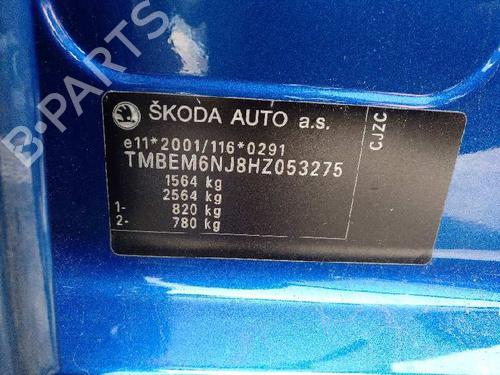 ŠKODA AUTO a.s.
e11*2001/116*0291
TMBEM6NJ8HZ053275
1564 kg
2564 kg
1- 820 kg
2- 780 kg
CJZC
B-PARTS